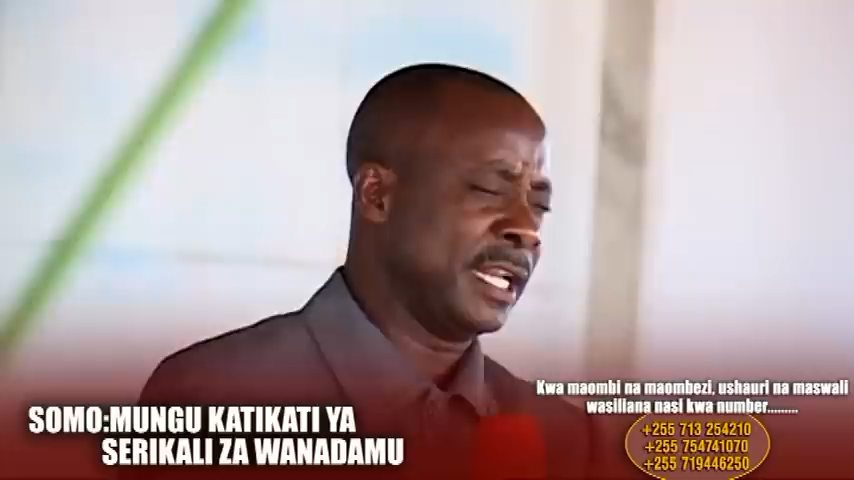 SOMO:MUNGU KATIKATI YA
SERIKALI ZA WANADAMU
Kwa maombi na maombezi, ushauri na maswali
wasiliana nasi kwa number.........
+255 713 254210
+255 754741070
+255 719446250